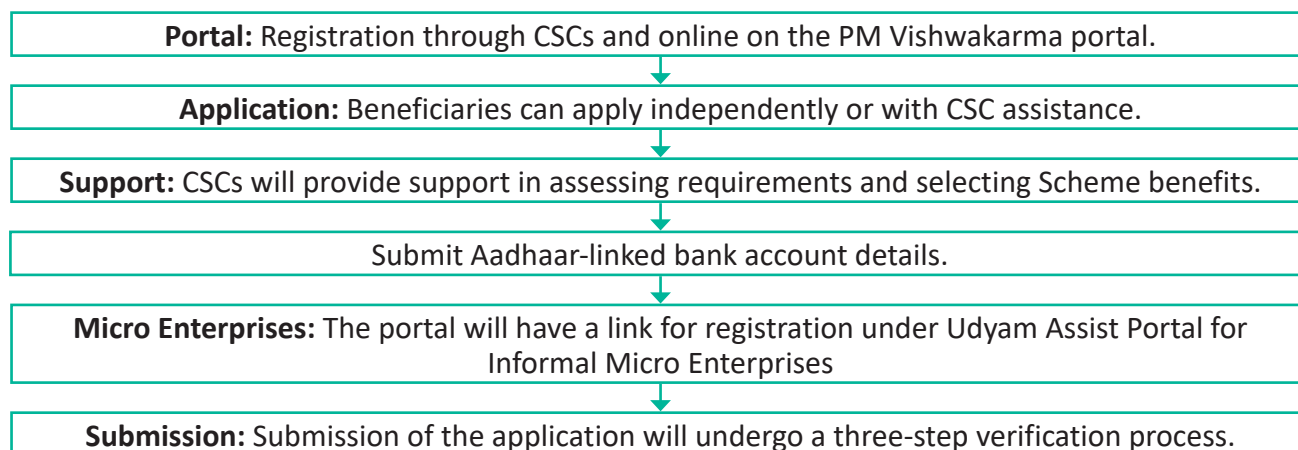 Portal: Registration through CSCs and online on the PM Vishwakarma portal.
Application: Beneficiaries can apply independently or with CSC assistance.
Support: CSCs will provide support in assessing requirements and selecting Scheme benefits.
Submit Aadhaar-linked bank account details.
Micro Enterprises: The portal will have a link for registration under Udyam Assist Portal for
Informal Micro Enterprises
Submission: Submission of the application will undergo a three-step verification process.